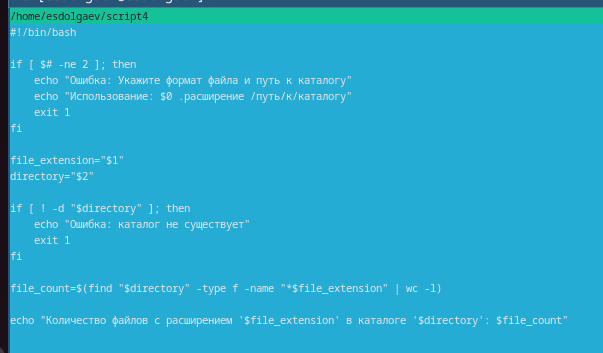 /home/esdolgaev/script4
#!/bin/bash
if [ $# -ne 2 ]; then
echo "Ошибка: Укажите формат файла и путь к каталогу"
echo "Использование: $0 .расширение /путь/к/каталогу"
exit 1
fi
file_extension="$1"
directory="$2"
if [ ! -d "$directory" ]; then
echo "Ошибка: каталог не существует"
exit 1
fi
file_count=$(find "$directory" -type f -name "*$file_extension" | wc -l)
echo "Количество файлов с расширением '$file_extension' в каталоге '$directory': $file_count"